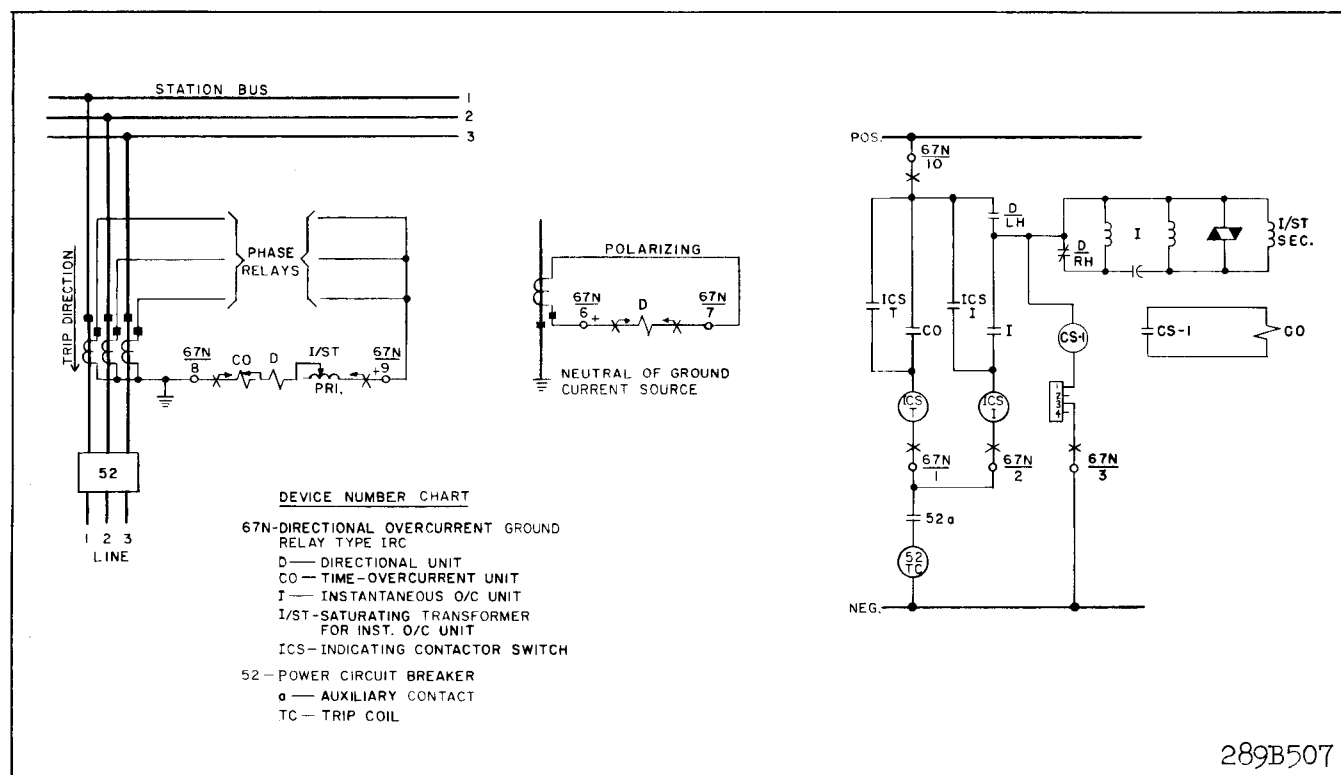 STATION BUS
1
2
3
PHASE
RELAYS
TRIP DIRECTION
67N
8
CO
D
I/ST
PRI.
67N
+9
52
1 2 3
LINE
POLARIZING
67N
6 +
D
67N
7
NEUTRAL OF GROUND
CURRENT SOURCE
POS.
67N
10
D
LH
D
RH
I
I/ST
SEC.
ICS
T
CO
ICS
I
I
CS-1
CS-1
CO
ICS
T
ICS
I
1
2
3
4
67N
1
67N
2
67N
3
52a
52
TC
NEG.
DEVICE NUMBER CHART
67N-DIRECTIONAL OVERCURRENT GROUND
RELAY TYPE IRC
D — DIRECTIONAL UNIT
CO — TIME-OVERCURRENT UNIT
I — INSTANTANEOUS O/C UNIT
I/ST-SATURATING TRANSFORMER
FOR INST. O/C UNIT
ICS-INDICATING CONTACTOR SWITCH
52-POWER CIRCUIT BREAKER
a — AUXILIARY CONTACT
TC — TRIP COIL
289B507